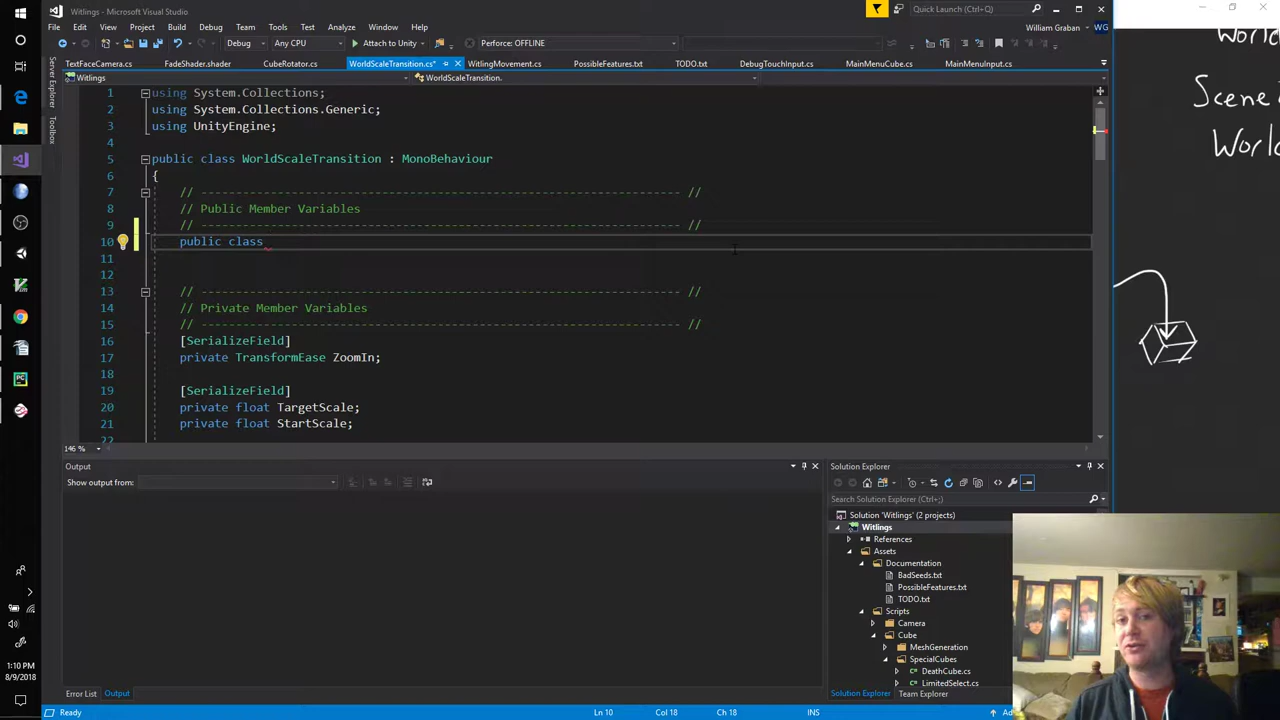 Witlings - Microsoft Visual Studio
Quick Launch (Ctrl+Q)
File Edit View Project Build Debug Team Tools Test Analyze Window Help
William Graban WG
Debug Any CPU Attach to Unity Perforce: OFFLINE
TextFaceCamera.cs FadeShader.shader CubeRotator.cs WorldScaleTransition.cs* WitlingMovement.cs PossibleFeatures.txt TODO.txt DebugTouchInput.cs MainMenuCube.cs MainMenuInput.cs
Witlings WorldScaleTransition.
Server Explorer
Toolbox
1 using System.Collections;
2 using System.Collections.Generic;
3 using UnityEngine;
4
5 public class WorldScaleTransition : MonoBehaviour
6 {
7 // --------------------------------------------------------------------- //
8 // Public Member Variables
9 // --------------------------------------------------------------------- //
10 public class
11
12
13 // --------------------------------------------------------------------- //
14 // Private Member Variables
15 // --------------------------------------------------------------------- //
16 [SerializeField]
17 private TransformEase ZoomIn;
18
19 [SerializeField]
20 private float TargetScale;
21 private float StartScale;
22
146 %
Output
Show output from:
Solution Explorer
Search Solution Explorer (Ctrl+;)
Solution 'Witlings' (2 projects)
Witlings
References
Assets
Documentation
BadSeeds.txt
PossibleFeatures.txt
TODO.txt
Scripts
Camera
Cube
MeshGeneration
SpecialCubes
DeathCube.cs
LimitedSelect.cs
Error List Output
Solution Explorer Team Explorer
Ready Ln 10 Col 18 Ch 18 INS
1:10 PM
8/9/2018
Scene